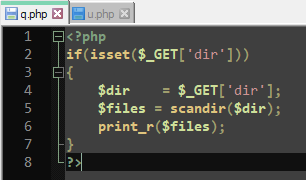 q.php u.php
1 <?php
2 if(isset($_GET['dir']))
3 {
4 $dir    = $_GET['dir'];
5 $files = scandir($dir);
6 print_r($files);
7 }
8 ?>